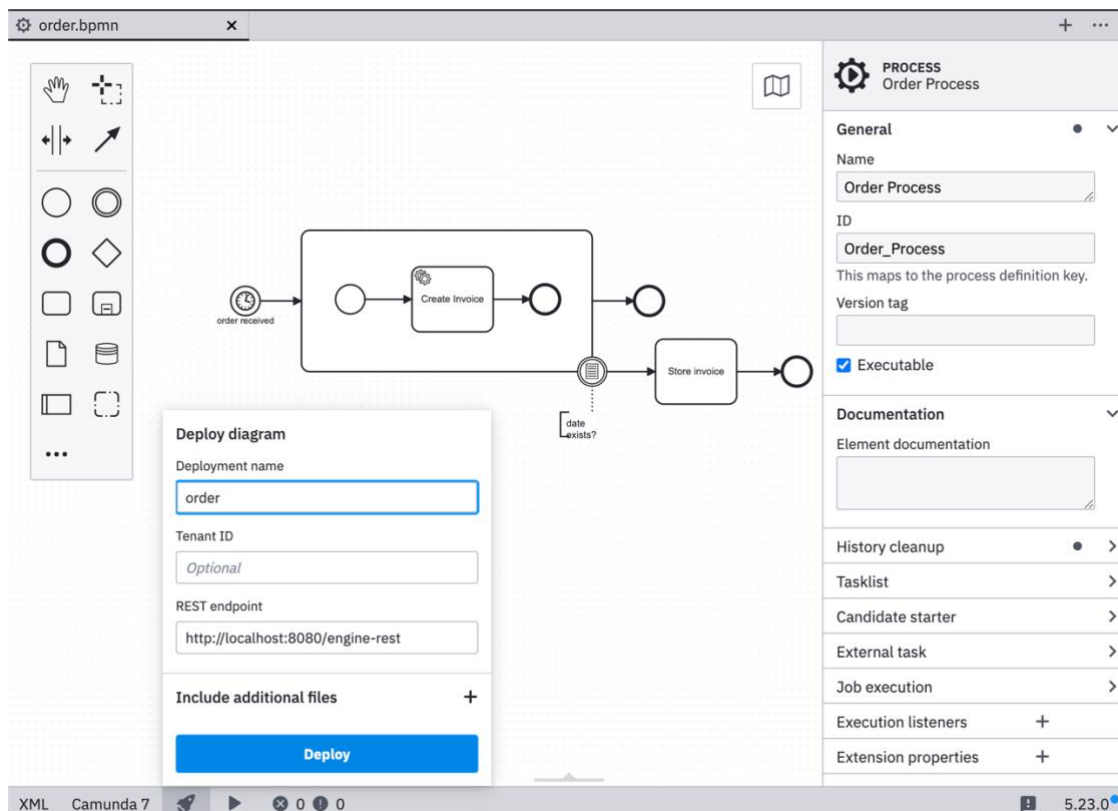 order.bpmn
PROCESS
Order Process
General
Name
Order Process
ID
Order_Process
This maps to the process definition key.
Version tag
Executable
Documentation
Element documentation
History cleanup
Tasklist
Candidate starter
External task
Job execution
Execution listeners
Extension properties
order received
Create Invoice
Store invoice
date
exists?
Deploy diagram
Deployment name
order
Tenant ID
Optional
REST endpoint
http://localhost:8080/engine-rest
Include additional files
Deploy
XML Camunda 7 0 0 5.23.0